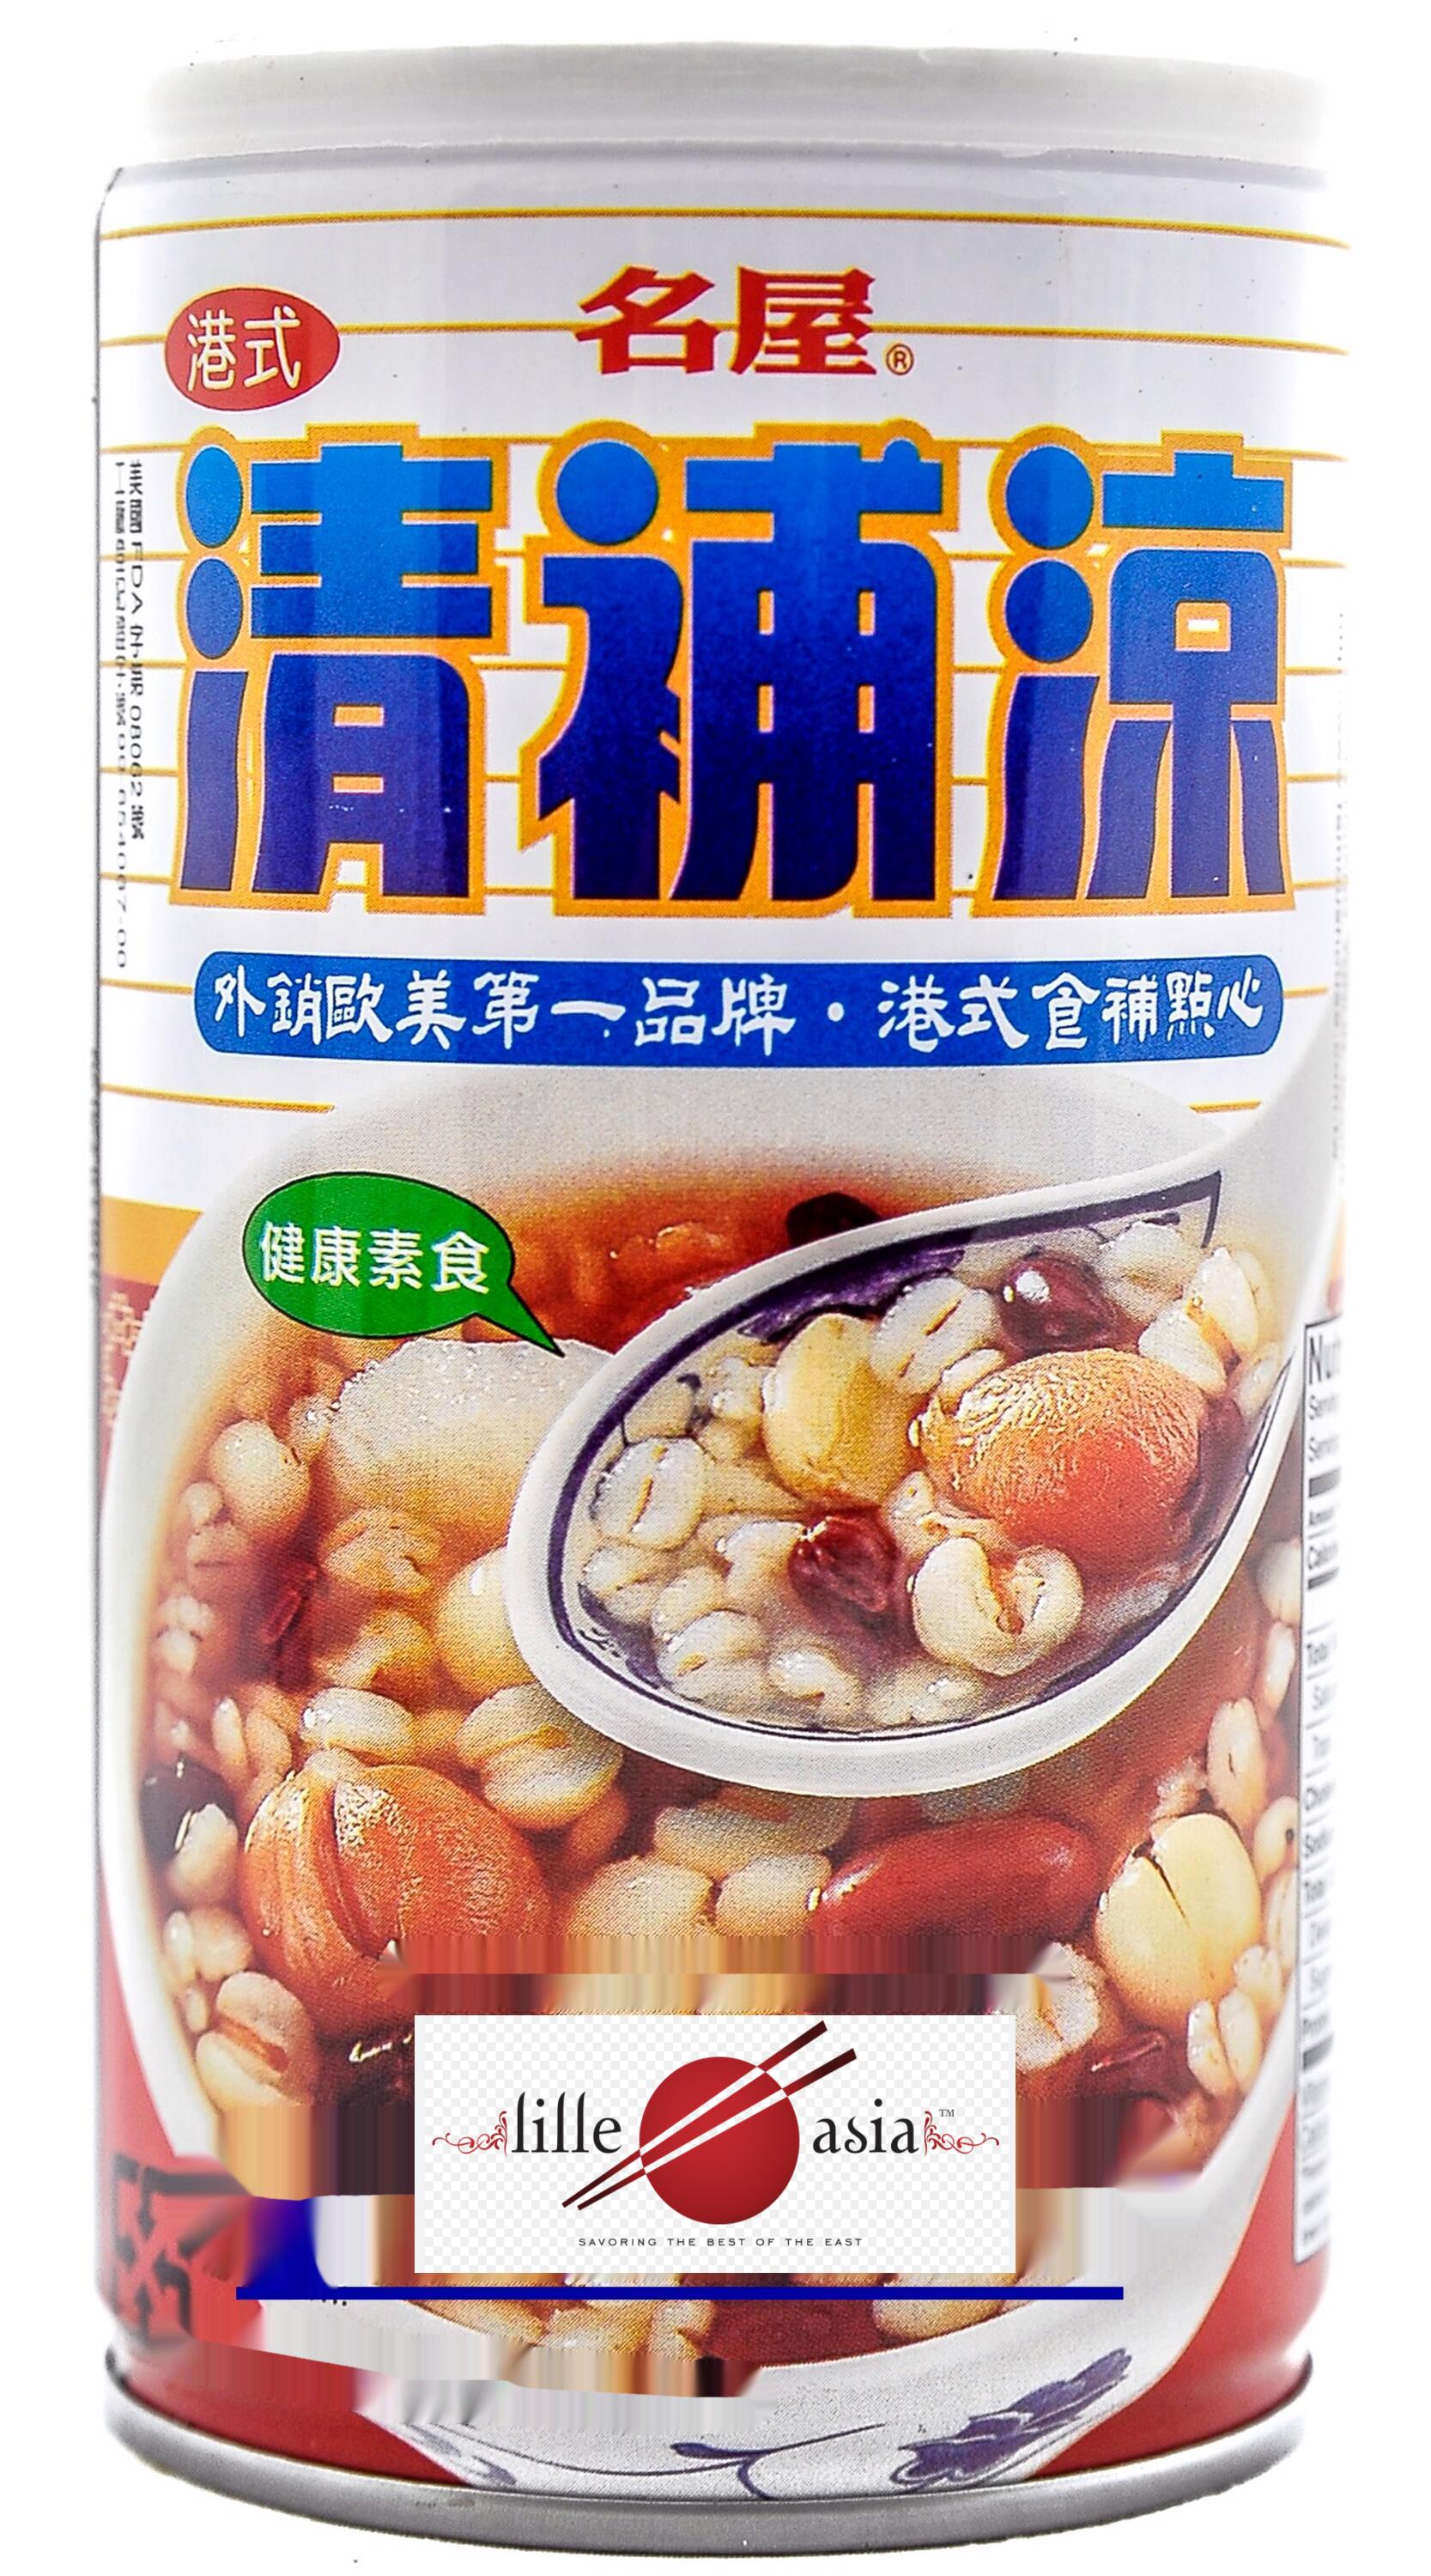 名屋®
港式
清補涼
外銷歐美第一品牌・港式食補點心
健康素食
lille asia™
SAVORING THE BEST OF THE EAST